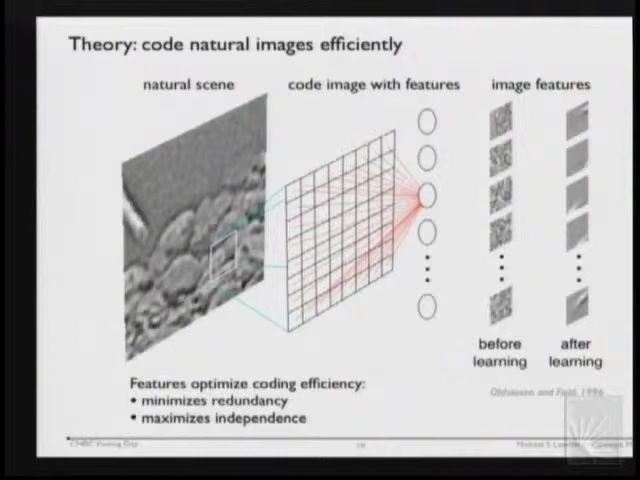 Theory: code natural images efficiently
natural scene
code image with features
image features
before
learning
after
learning
Features optimize coding efficiency:
• minimizes redundancy
• maximizes independence
Olshausen and Field, 1996